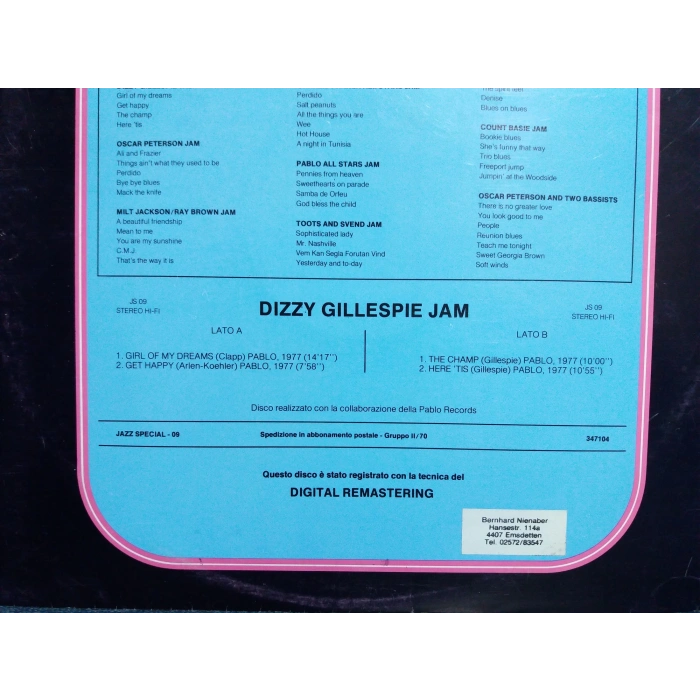 Girl of my dreams
Get happy
The champ
Here 'tis
OSCAR PETERSON JAM
Ali and Frazier
Things ain't what they used to be
Perdido
Bye bye blues
Mack the knife
MILT JACKSON/RAY BROWN JAM
A beautiful friendship
Mean to me
You are my sunshine
C.M.J.
That's the way it is
Perdido
Salt peanuts
All the things you are
Wee
Hot House
A night in Tunisia
PABLO ALL STARS JAM
Pennies from heaven
Sweethearts on parade
Samba de Orfeu
God bless the child
TOOTS AND SVEND JAM
Sophisticated lady
Mr. Nashville
Vem Kan Segla Forutan Vind
Yesterday and to-day
Denise
Blues on blues
COUNT BASIE JAM
Bookie blues
She's funny that way
Trio blues
Freeport jump
Jumpin' at the Woodside
OSCAR PETERSON AND TWO BASSISTS
There is no greater love
You look good to me
People
Reunion blues
Teach me tonight
Sweet Georgia Brown
Soft winds
JS 09
STEREO HI-FI
DIZZY GILLESPIE JAM
JS 09
STEREO HI-FI
LATO A
1. GIRL OF MY DREAMS (Clapp) PABLO, 1977 (14'17'')
2. GET HAPPY (Arlen-Koehler) PABLO, 1977 (7'58'')
LATO B
1. THE CHAMP (Gillespie) PABLO, 1977 (10'00'')
2. HERE 'TIS (Gillespie) PABLO, 1977 (10'55'')
Disco realizzato con la collaborazione della Pablo Records
JAZZ SPECIAL - 09
Spedizione in abbonamento postale - Gruppo II/70
347104
Questo disco è stato registrato con la tecnica del
DIGITAL REMASTERING
Bernhard Nienaber
Hansestr. 114a
4407 Emsdetten
Tel. 02572/83547